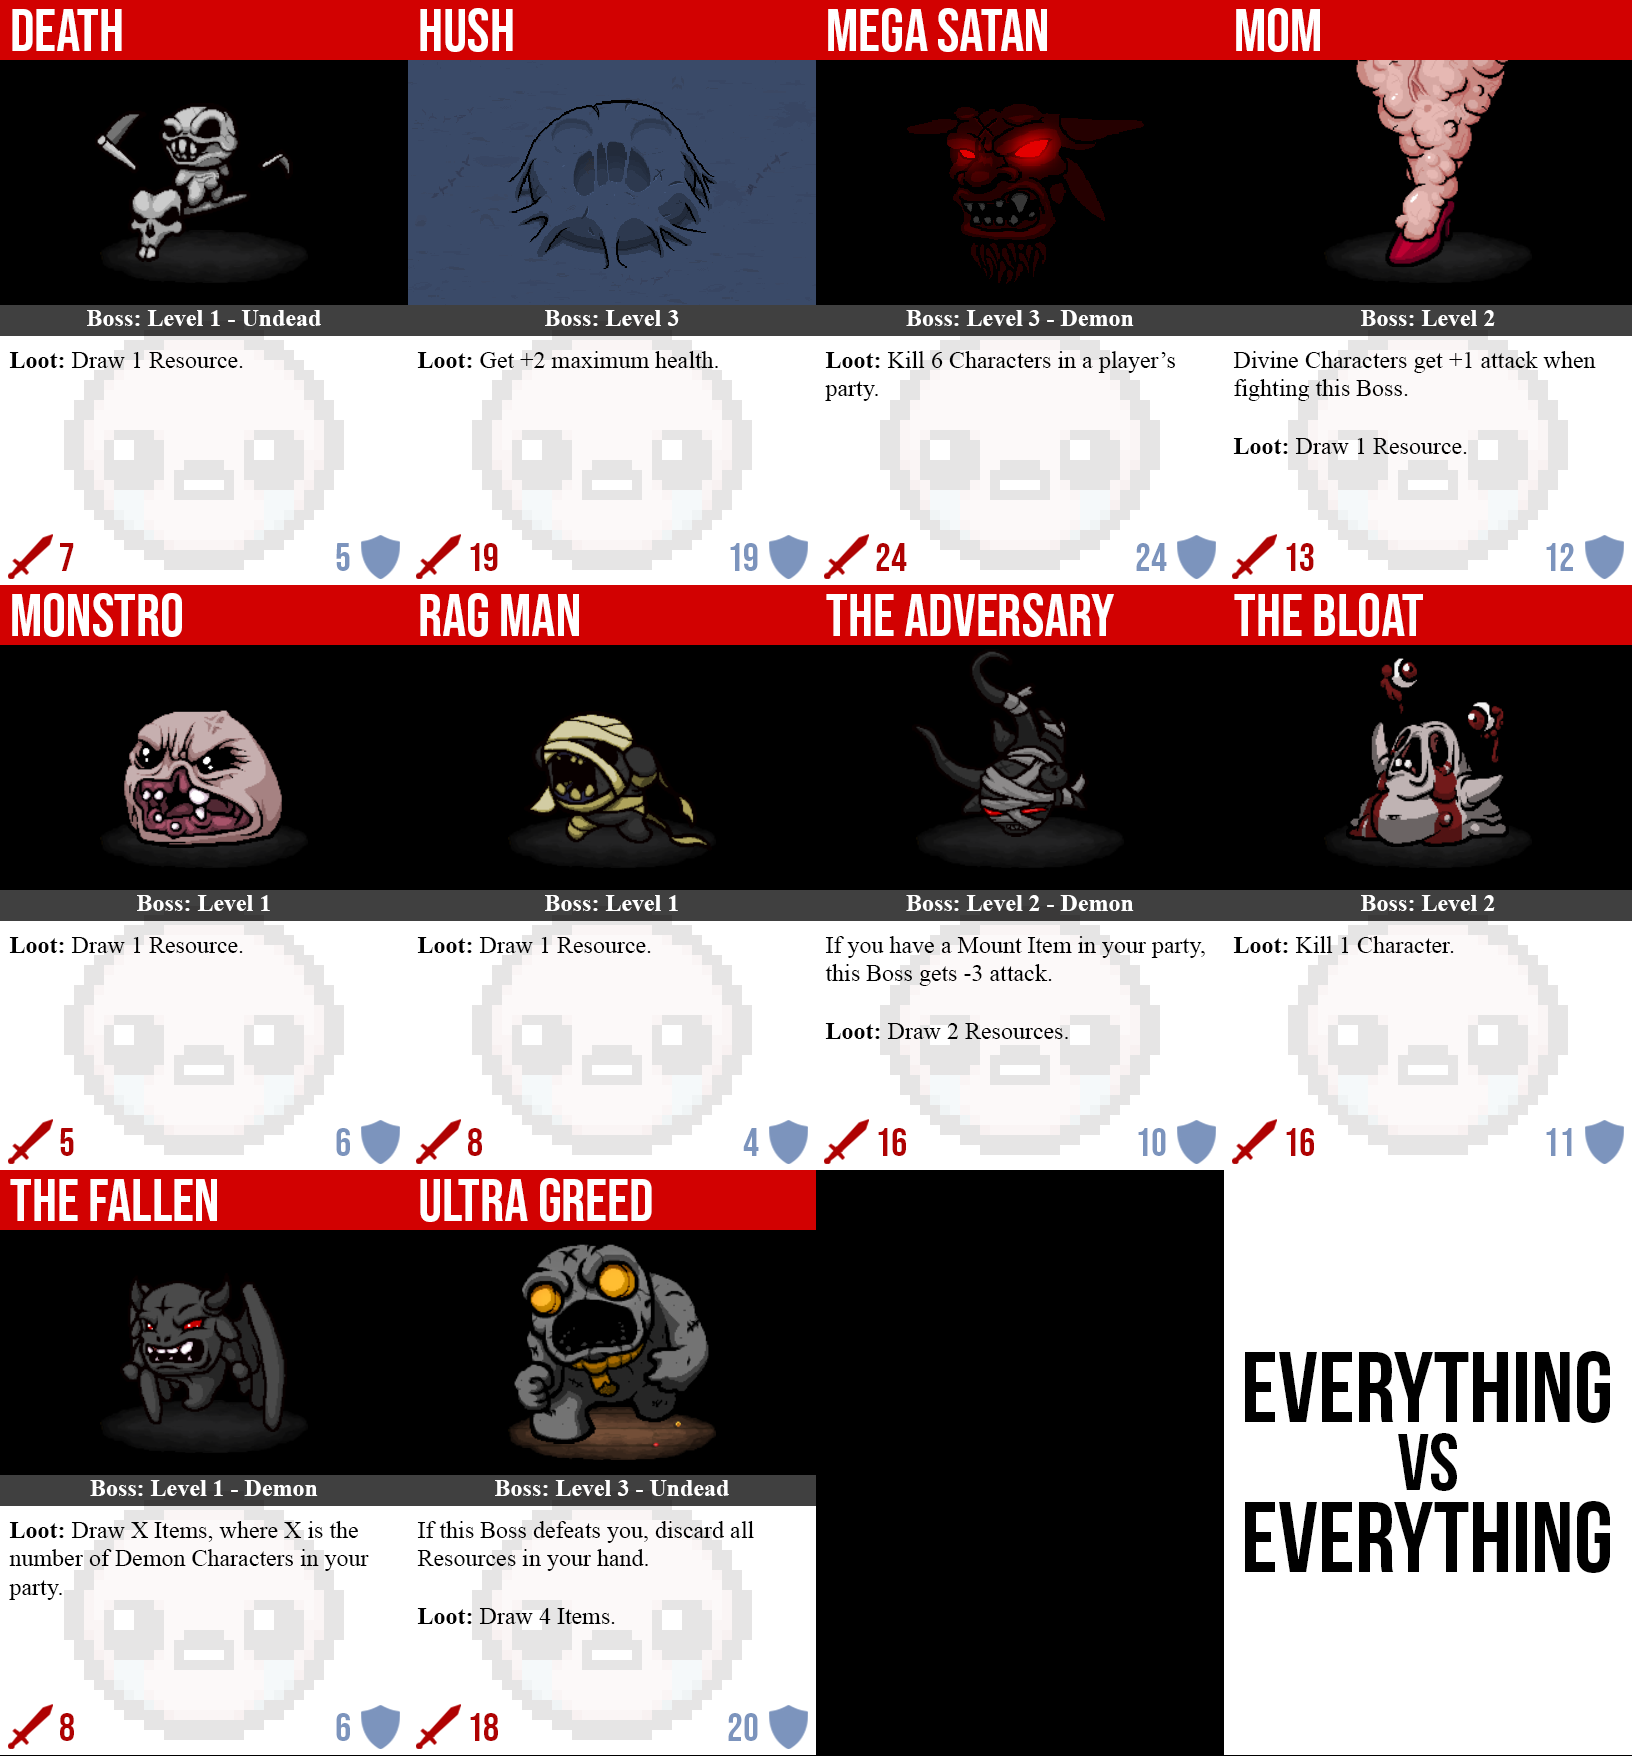 DEATH
Boss: Level 1 - Undead
Loot: Draw 1 Resource.
7
5
HUSH
Boss: Level 3
Loot: Get +2 maximum health.
19
19
MEGA SATAN
Boss: Level 3 - Demon
Loot: Kill 6 Characters in a player’s
party.
24
24
MOM
Boss: Level 2
Divine Characters get +1 attack when
fighting this Boss.
Loot: Draw 1 Resource.
13
12
MONSTRO
Boss: Level 1
Loot: Draw 1 Resource.
5
6
RAG MAN
Boss: Level 1
Loot: Draw 1 Resource.
8
4
THE ADVERSARY
Boss: Level 2 - Demon
If you have a Mount Item in your party,
this Boss gets -3 attack.
Loot: Draw 2 Resources.
16
10
THE BLOAT
Boss: Level 2
Loot: Kill 1 Character.
16
11
THE FALLEN
Boss: Level 1 - Demon
Loot: Draw X Items, where X is the
number of Demon Characters in your
party.
8
6
ULTRA GREED
Boss: Level 3 - Undead
If this Boss defeats you, discard all
Resources in your hand.
Loot: Draw 4 Items.
18
20
EVERYTHING
VS
EVERYTHING